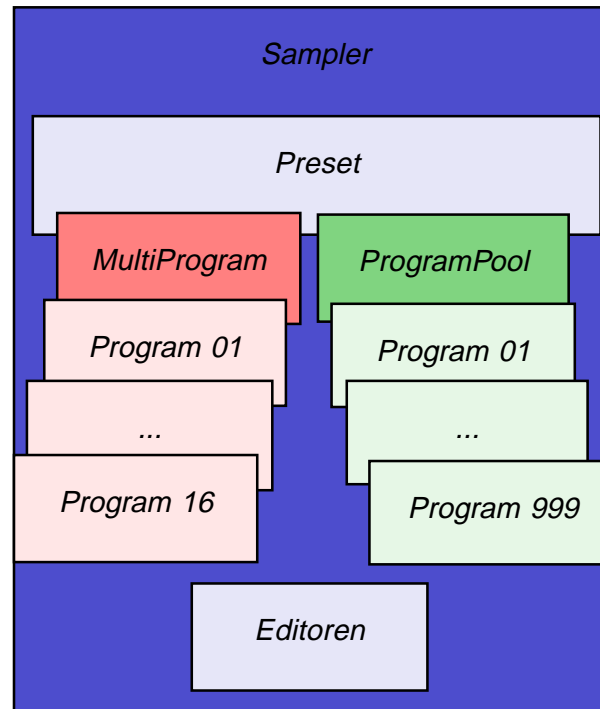 Sampler
Preset
MultiProgram
ProgramPool
Program 01
Program 01
...
...
Program 16
Program 999
Editoren